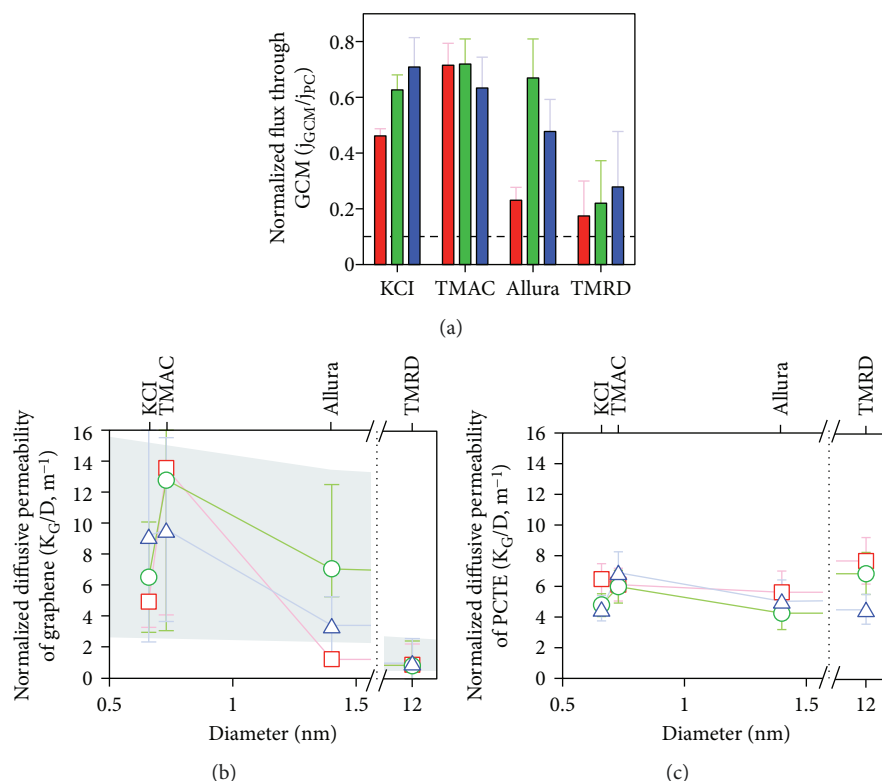 Normalized flux through
GCM (jGCM/jPC)
0.8
0.6
0.4
0.2
0
KCI
TMAC
Allura
TMRD
(a)
KCI
TMAC
Allura
TMRD
Normalized diffusive permeability
of graphene (KG/D, m−1)
16
14
12
10
8
6
4
2
0
0.5
1
1.5
12
Diameter (nm)
(b)
KCI
TMAC
Allura
TMRD
Normalized diffusive permeability
of PCTE (KG/D, m−1)
16
14
12
10
8
6
4
2
0
0.5
1
1.5
12
Diameter (nm)
(c)